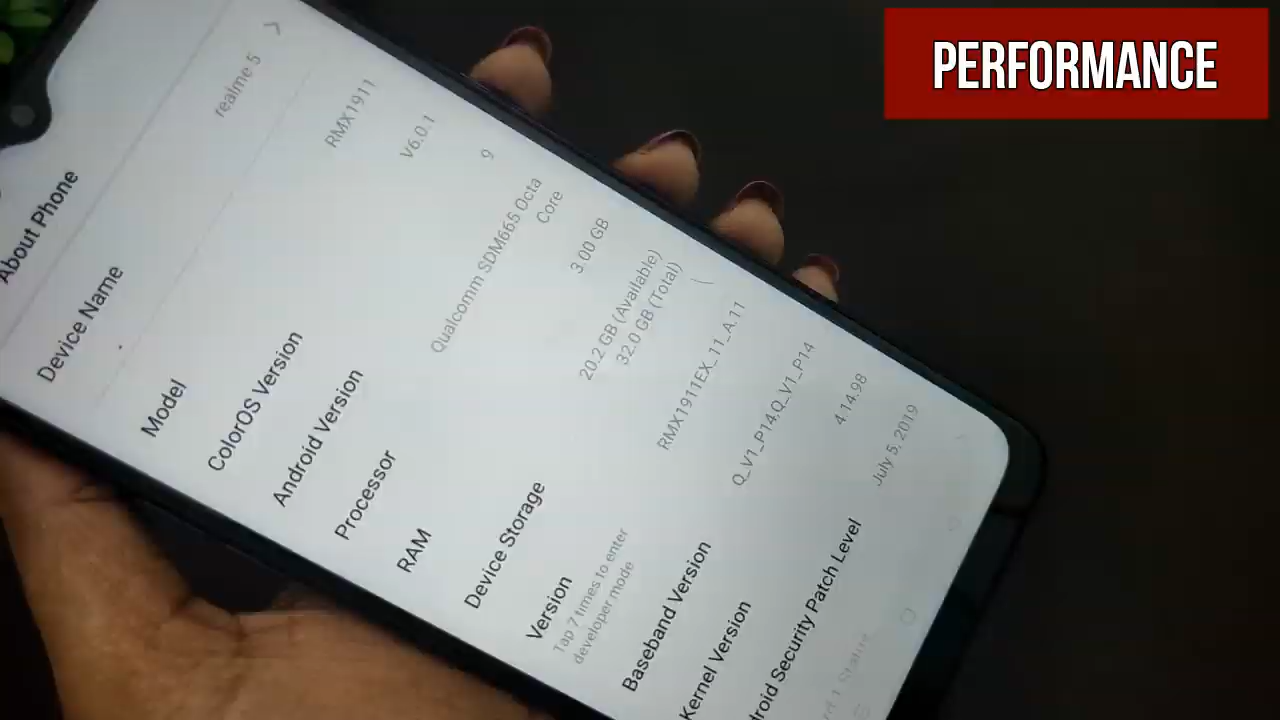 PERFORMANCE
About Phone
Device Name
realme 5
Model
RMX1911
ColorOS Version
V6.0.1
Android Version
9
Processor
Qualcomm SDM665 Octa
Core
RAM
3.00 GB
Device Storage
20.2 GB (Available)
32.0 GB (Total)
Version
Tap 7 times to enter
developer mode
RMX1911EX_11_A.11
Baseband Version
Q_V1_P14,Q_V1_P14
Kernel Version
4.14.98
droid Security Patch Level
July 5, 2019